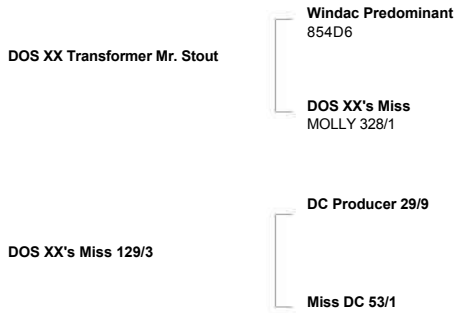 Windac Predominant
854D6
DOS XX Transformer Mr. Stout
DOS XX's Miss
MOLLY 328/1
DC Producer 29/9
DOS XX's Miss 129/3
Miss DC 53/1